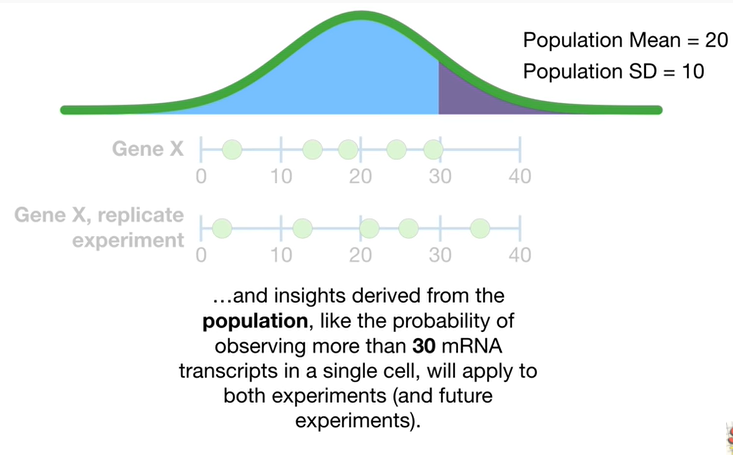 Population Mean = 20
Population SD = 10
Gene X
0 10 20 30 40
Gene X, replicate
experiment
0 10 20 30 40
…and insights derived from the
population, like the probability of
observing more than 30 mRNA
transcripts in a single cell, will apply to
both experiments (and future
experiments).